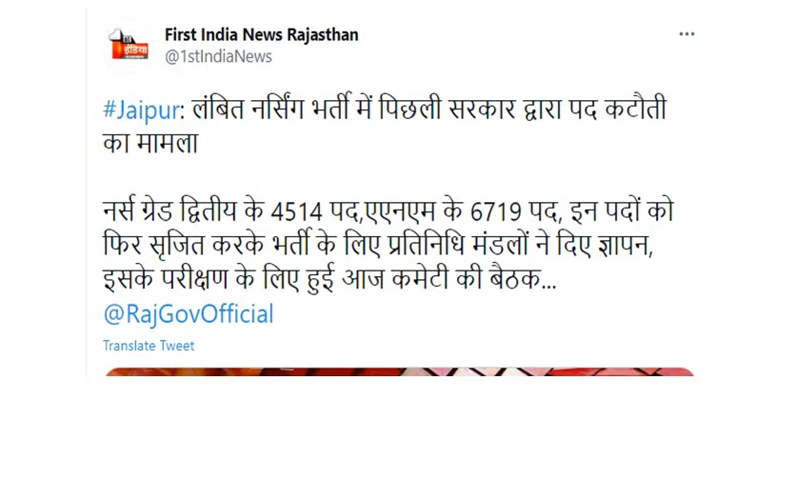 First India News Rajasthan
@1stIndiaNews
#Jaipur: लंबित नर्सिंग भर्ती में पिछली सरकार द्वारा पद कटौती
का मामला
नर्स ग्रेड द्वितीय के 4514 पद,एएनएम के 6719 पद, इन पदों को
फिर सृजित करके भर्ती के लिए प्रतिनिधि मंडलों ने दिए ज्ञापन,
इसके परीक्षण के लिए हुई आज कमेटी की बैठक...
@RajGovOfficial
Translate Tweet